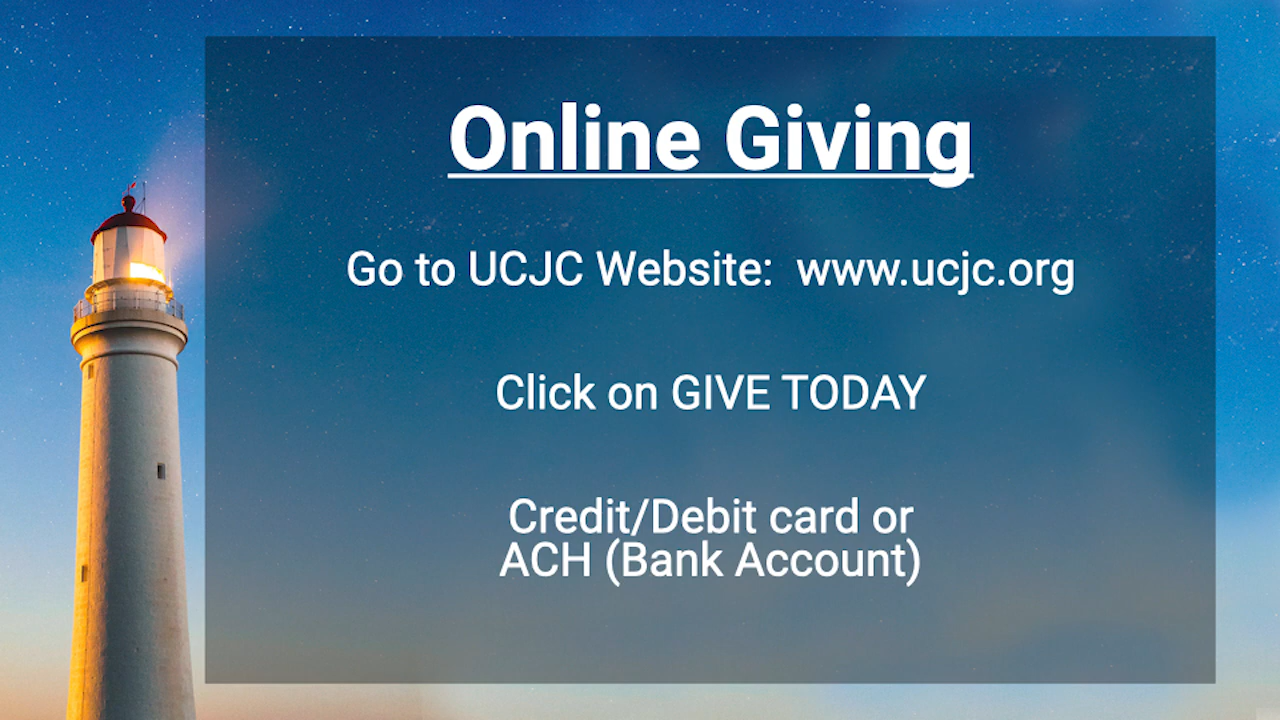 Online Giving
Go to UCJC Website:  www.ucjc.org
Click on GIVE TODAY
Credit/Debit card or
ACH (Bank Account)